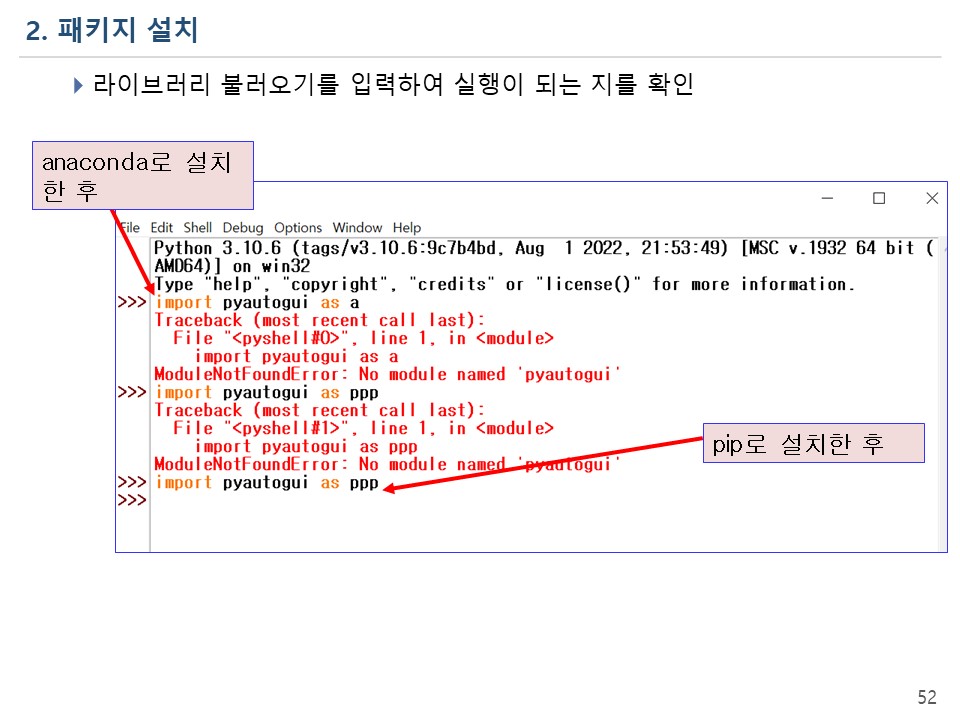 2. 패키지 설치
라이브러리 불러오기를 입력하여 실행이 되는 지를 확인
anaconda로 설치
한 후
File Edit Shell Debug Options Window Help
Python 3.10.6 (tags/v3.10.6:9c7b4bd, Aug  1 2022, 21:53:49) [MSC v.1932 64 bit (
AMD64)] on win32
Type "help", "copyright", "credits" or "license()" for more information.
>>> import pyautogui as a
Traceback (most recent call last):
  File "<pyshell#0>", line 1, in <module>
    import pyautogui as a
ModuleNotFoundError: No module named 'pyautogui'
>>> import pyautogui as ppp
Traceback (most recent call last):
  File "<pyshell#1>", line 1, in <module>
    import pyautogui as ppp
ModuleNotFoundError: No module named 'pyautogui'
pip로 설치한 후
>>> import pyautogui as ppp
>>>
52